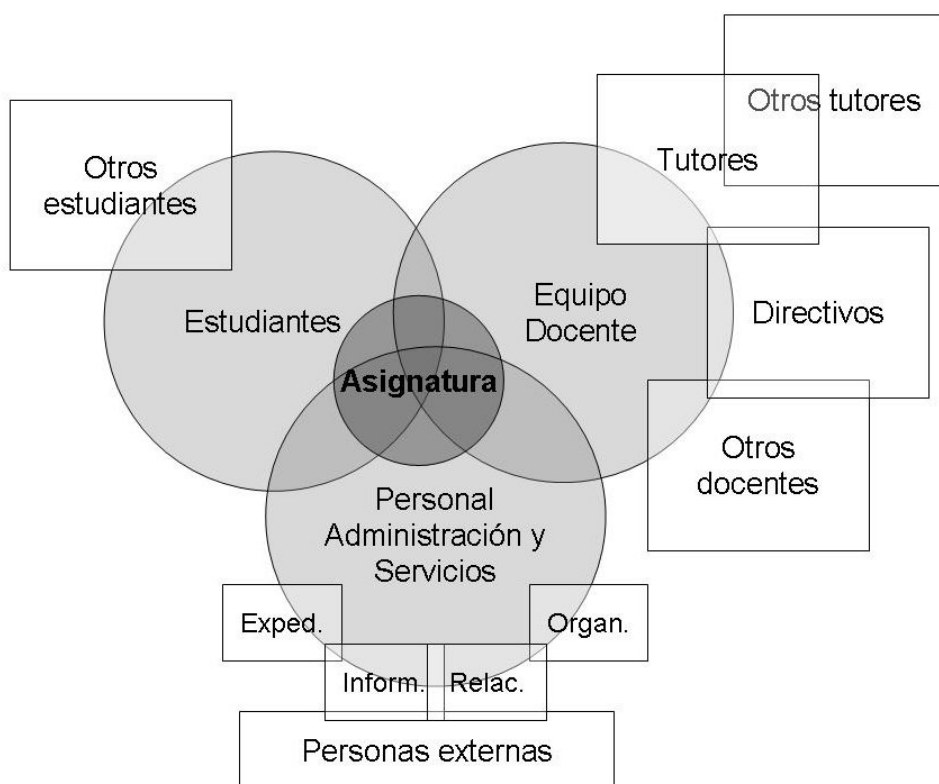 Otros tutores
Tutores
Otros
estudiantes
Equipo
Docente
Directivos
Estudiantes
Asignatura
Otros
docentes
Personal
Administración y
Servicios
Exped.
Organ.
Inform.
Relac.
Personas externas